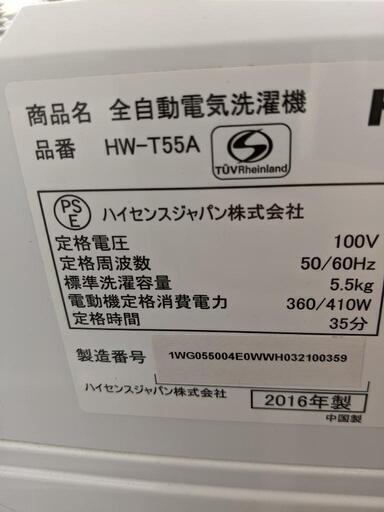 商品名 全自動電気洗濯機
品番 HW-T55A
S
TÜVRheinland
PS
E
ハイセンスジャパン株式会社
定格電圧 100V
定格周波数 50/60Hz
標準洗濯容量 5.5kg
電動機定格消費電力 360/410W
定格時間 35分
製造番号 1WG055004E0WWH032100359
ハイセンスジャパン株式会社 2016年製
中国製